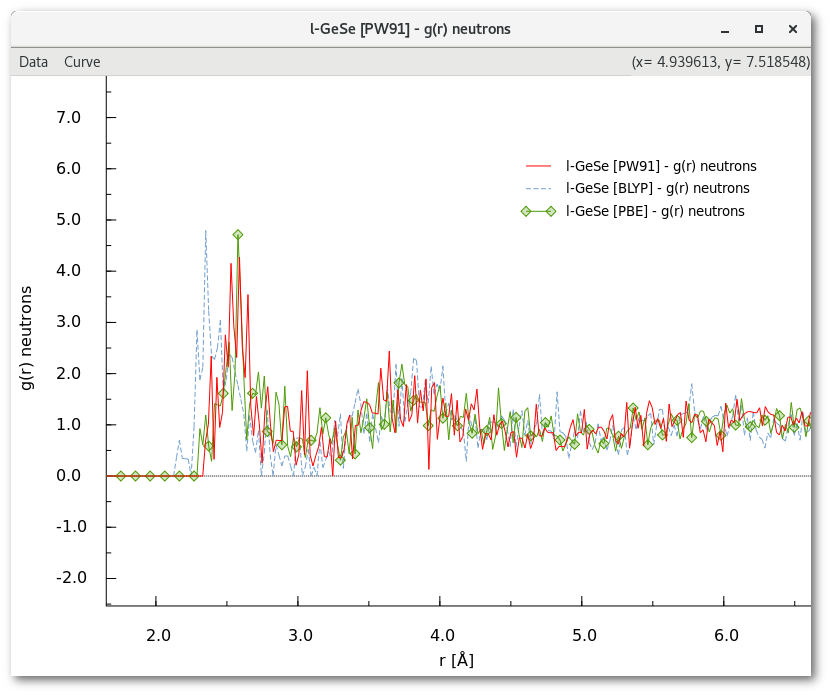 l-GeSe [PW91] - g(r) neutrons
Data Curve (x= 4.939613, y= 7.518548)
7.0
6.0
5.0
4.0
3.0
2.0
1.0
0.0
-1.0
-2.0
g(r) neutrons
l-GeSe [PW91] - g(r) neutrons
l-GeSe [BLYP] - g(r) neutrons
l-GeSe [PBE] - g(r) neutrons
2.0 3.0 4.0 5.0 6.0
r [Å]